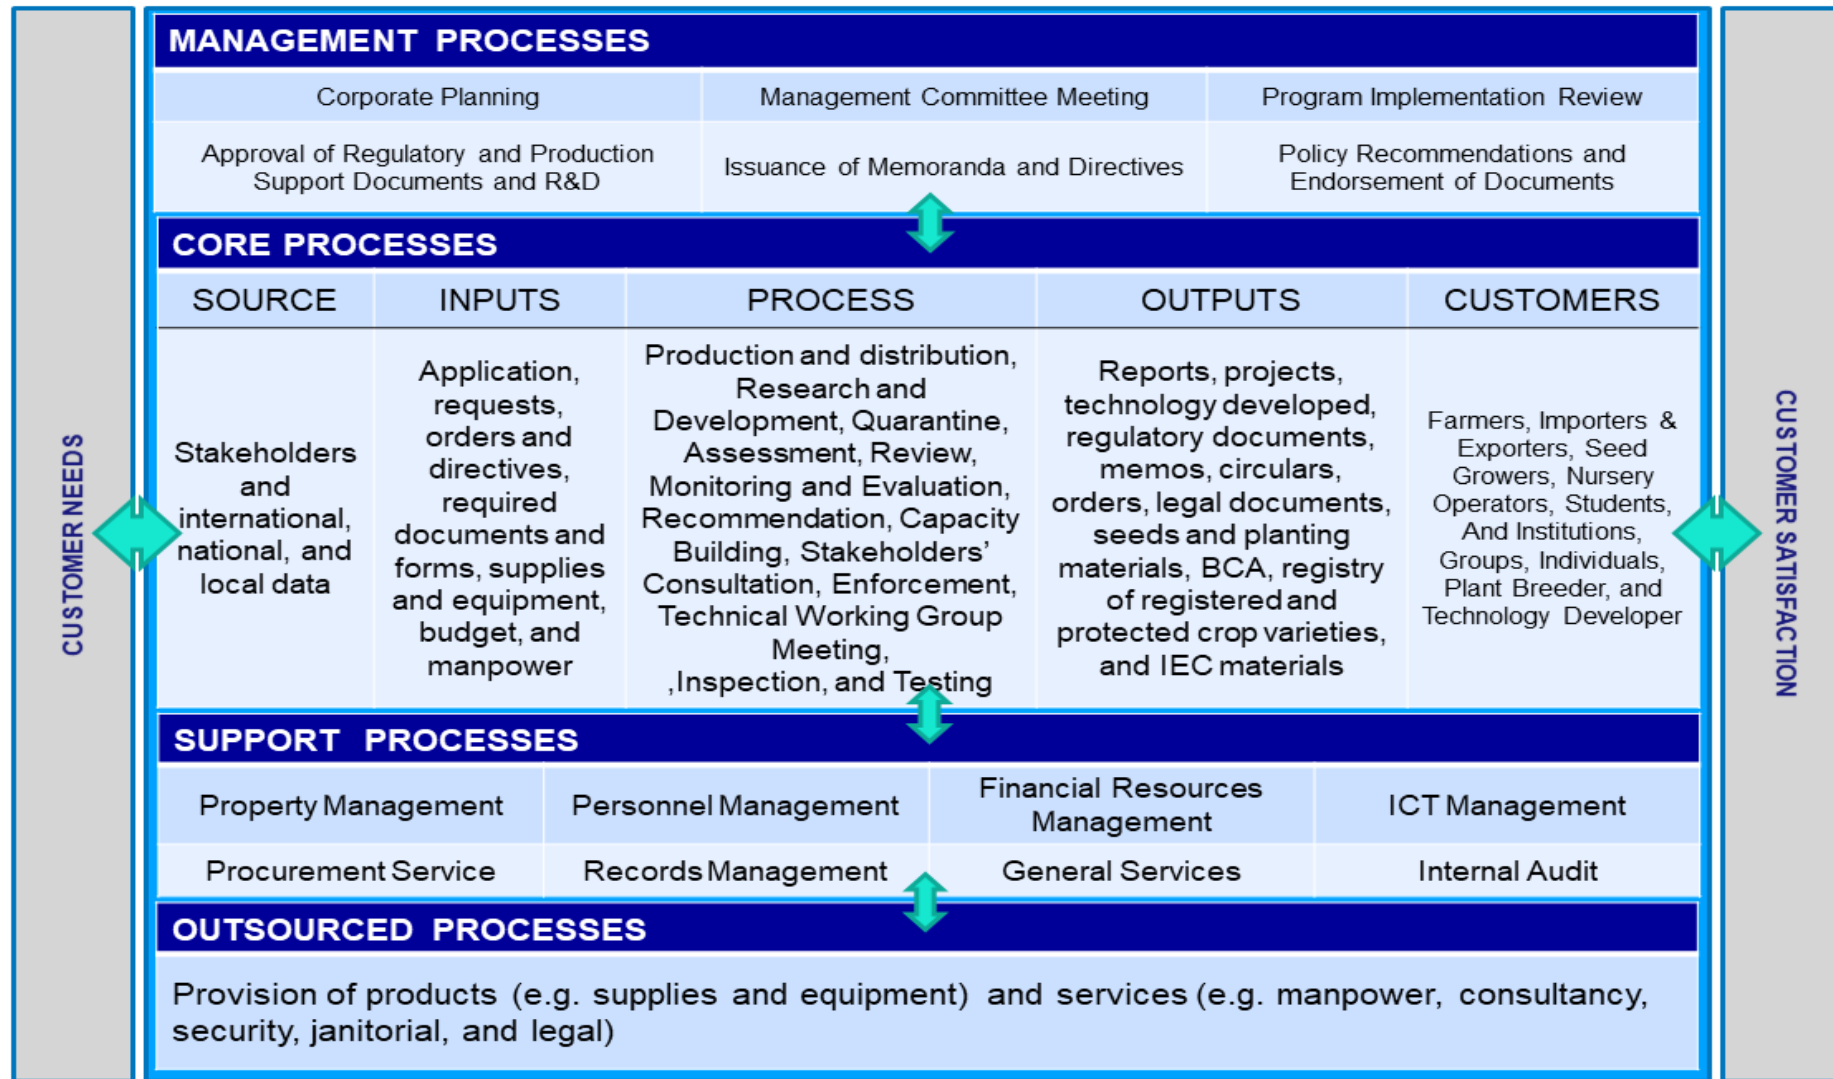 CUSTOMER NEEDS
MANAGEMENT PROCESSES
Corporate Planning
Management Committee Meeting
Program Implementation Review
Approval of Regulatory and Production
Support Documents and R&D
Issuance of Memoranda and Directives
Policy Recommendations and
Endorsement of Documents
CORE PROCESSES
SOURCE
INPUTS
PROCESS
OUTPUTS
CUSTOMERS
Stakeholders
and
international,
national, and
local data
Application,
requests,
orders and
directives,
required
documents and
forms, supplies
and equipment,
budget, and
manpower
Production and distribution,
Research and
Development, Quarantine,
Assessment, Review,
Monitoring and Evaluation,
Recommendation, Capacity
Building, Stakeholders’
Consultation, Enforcement,
Technical Working Group
Meeting,
,Inspection, and Testing
Reports, projects,
technology developed,
regulatory documents,
memos, circulars,
orders, legal documents,
seeds and planting
materials, BCA, registry
of registered and
protected crop varieties,
and IEC materials
Farmers, Importers &
Exporters, Seed
Growers, Nursery
Operators, Students,
And Institutions,
Groups, Individuals,
Plant Breeder, and
Technology Developer
SUPPORT PROCESSES
Property Management
Personnel Management
Financial Resources
Management
ICT Management
Procurement Service
Records Management
General Services
Internal Audit
OUTSOURCED PROCESSES
Provision of products (e.g. supplies and equipment) and services (e.g. manpower, consultancy,
security, janitorial, and legal)
CUSTOMER SATISFACTION